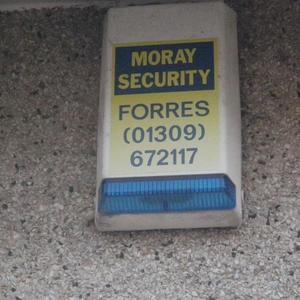 MORAY
SECURITY
FORRES
(01309)
672117